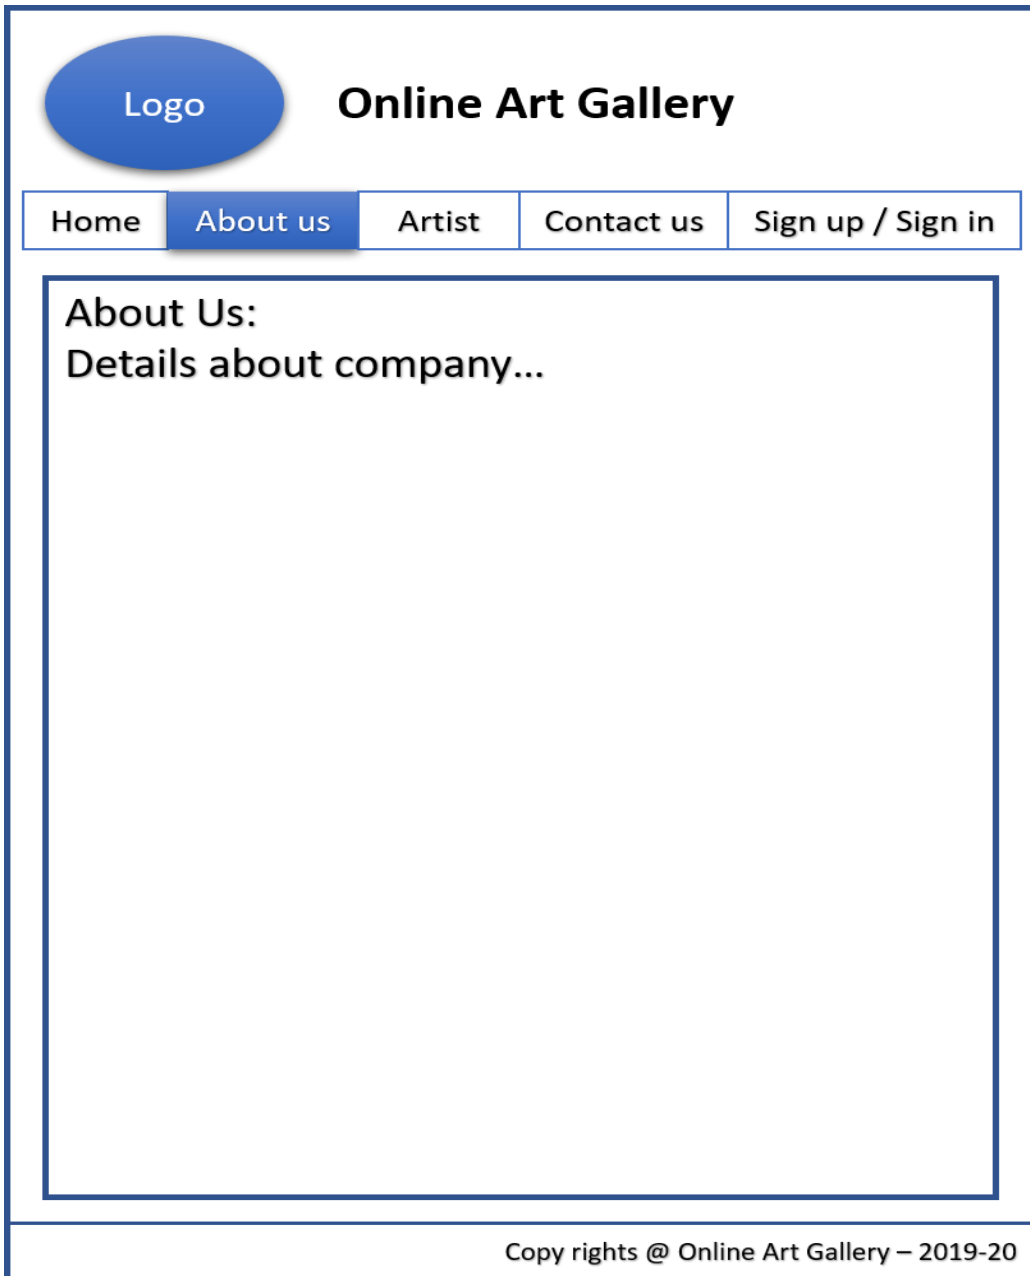 Logo
Online Art Gallery
Home About us Artist Contact us Sign up / Sign in
About Us:
Details about company...
Copy rights @ Online Art Gallery – 2019-20